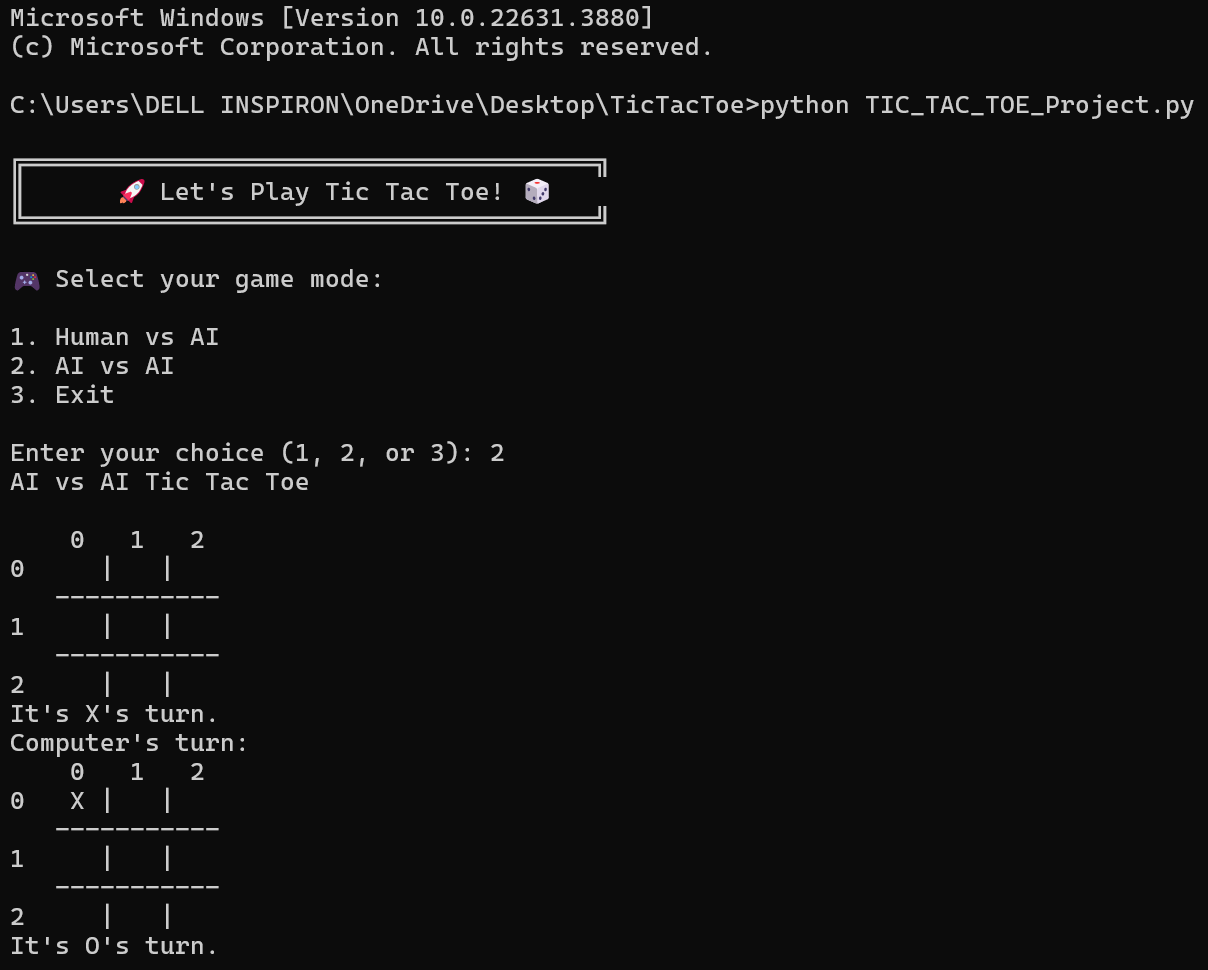 Microsoft Windows [Version 10.0.22631.3880]
(c) Microsoft Corporation. All rights reserved.
C:\Users\DELL INSPIRON\OneDrive\Desktop\TicTacToe>python TIC_TAC_TOE_Project.py
🚀 Let's Play Tic Tac Toe! 🎲
🎮 Select your game mode:
1. Human vs AI
2. AI vs AI
3. Exit
Enter your choice (1, 2, or 3): 2
AI vs AI Tic Tac Toe
    0   1   2
0     |   |
   -----------
1     |   |
   -----------
2     |   |
It's X's turn.
Computer's turn:
    0   1   2
0   X |   |
   -----------
1     |   |
   -----------
2     |   |
It's O's turn.